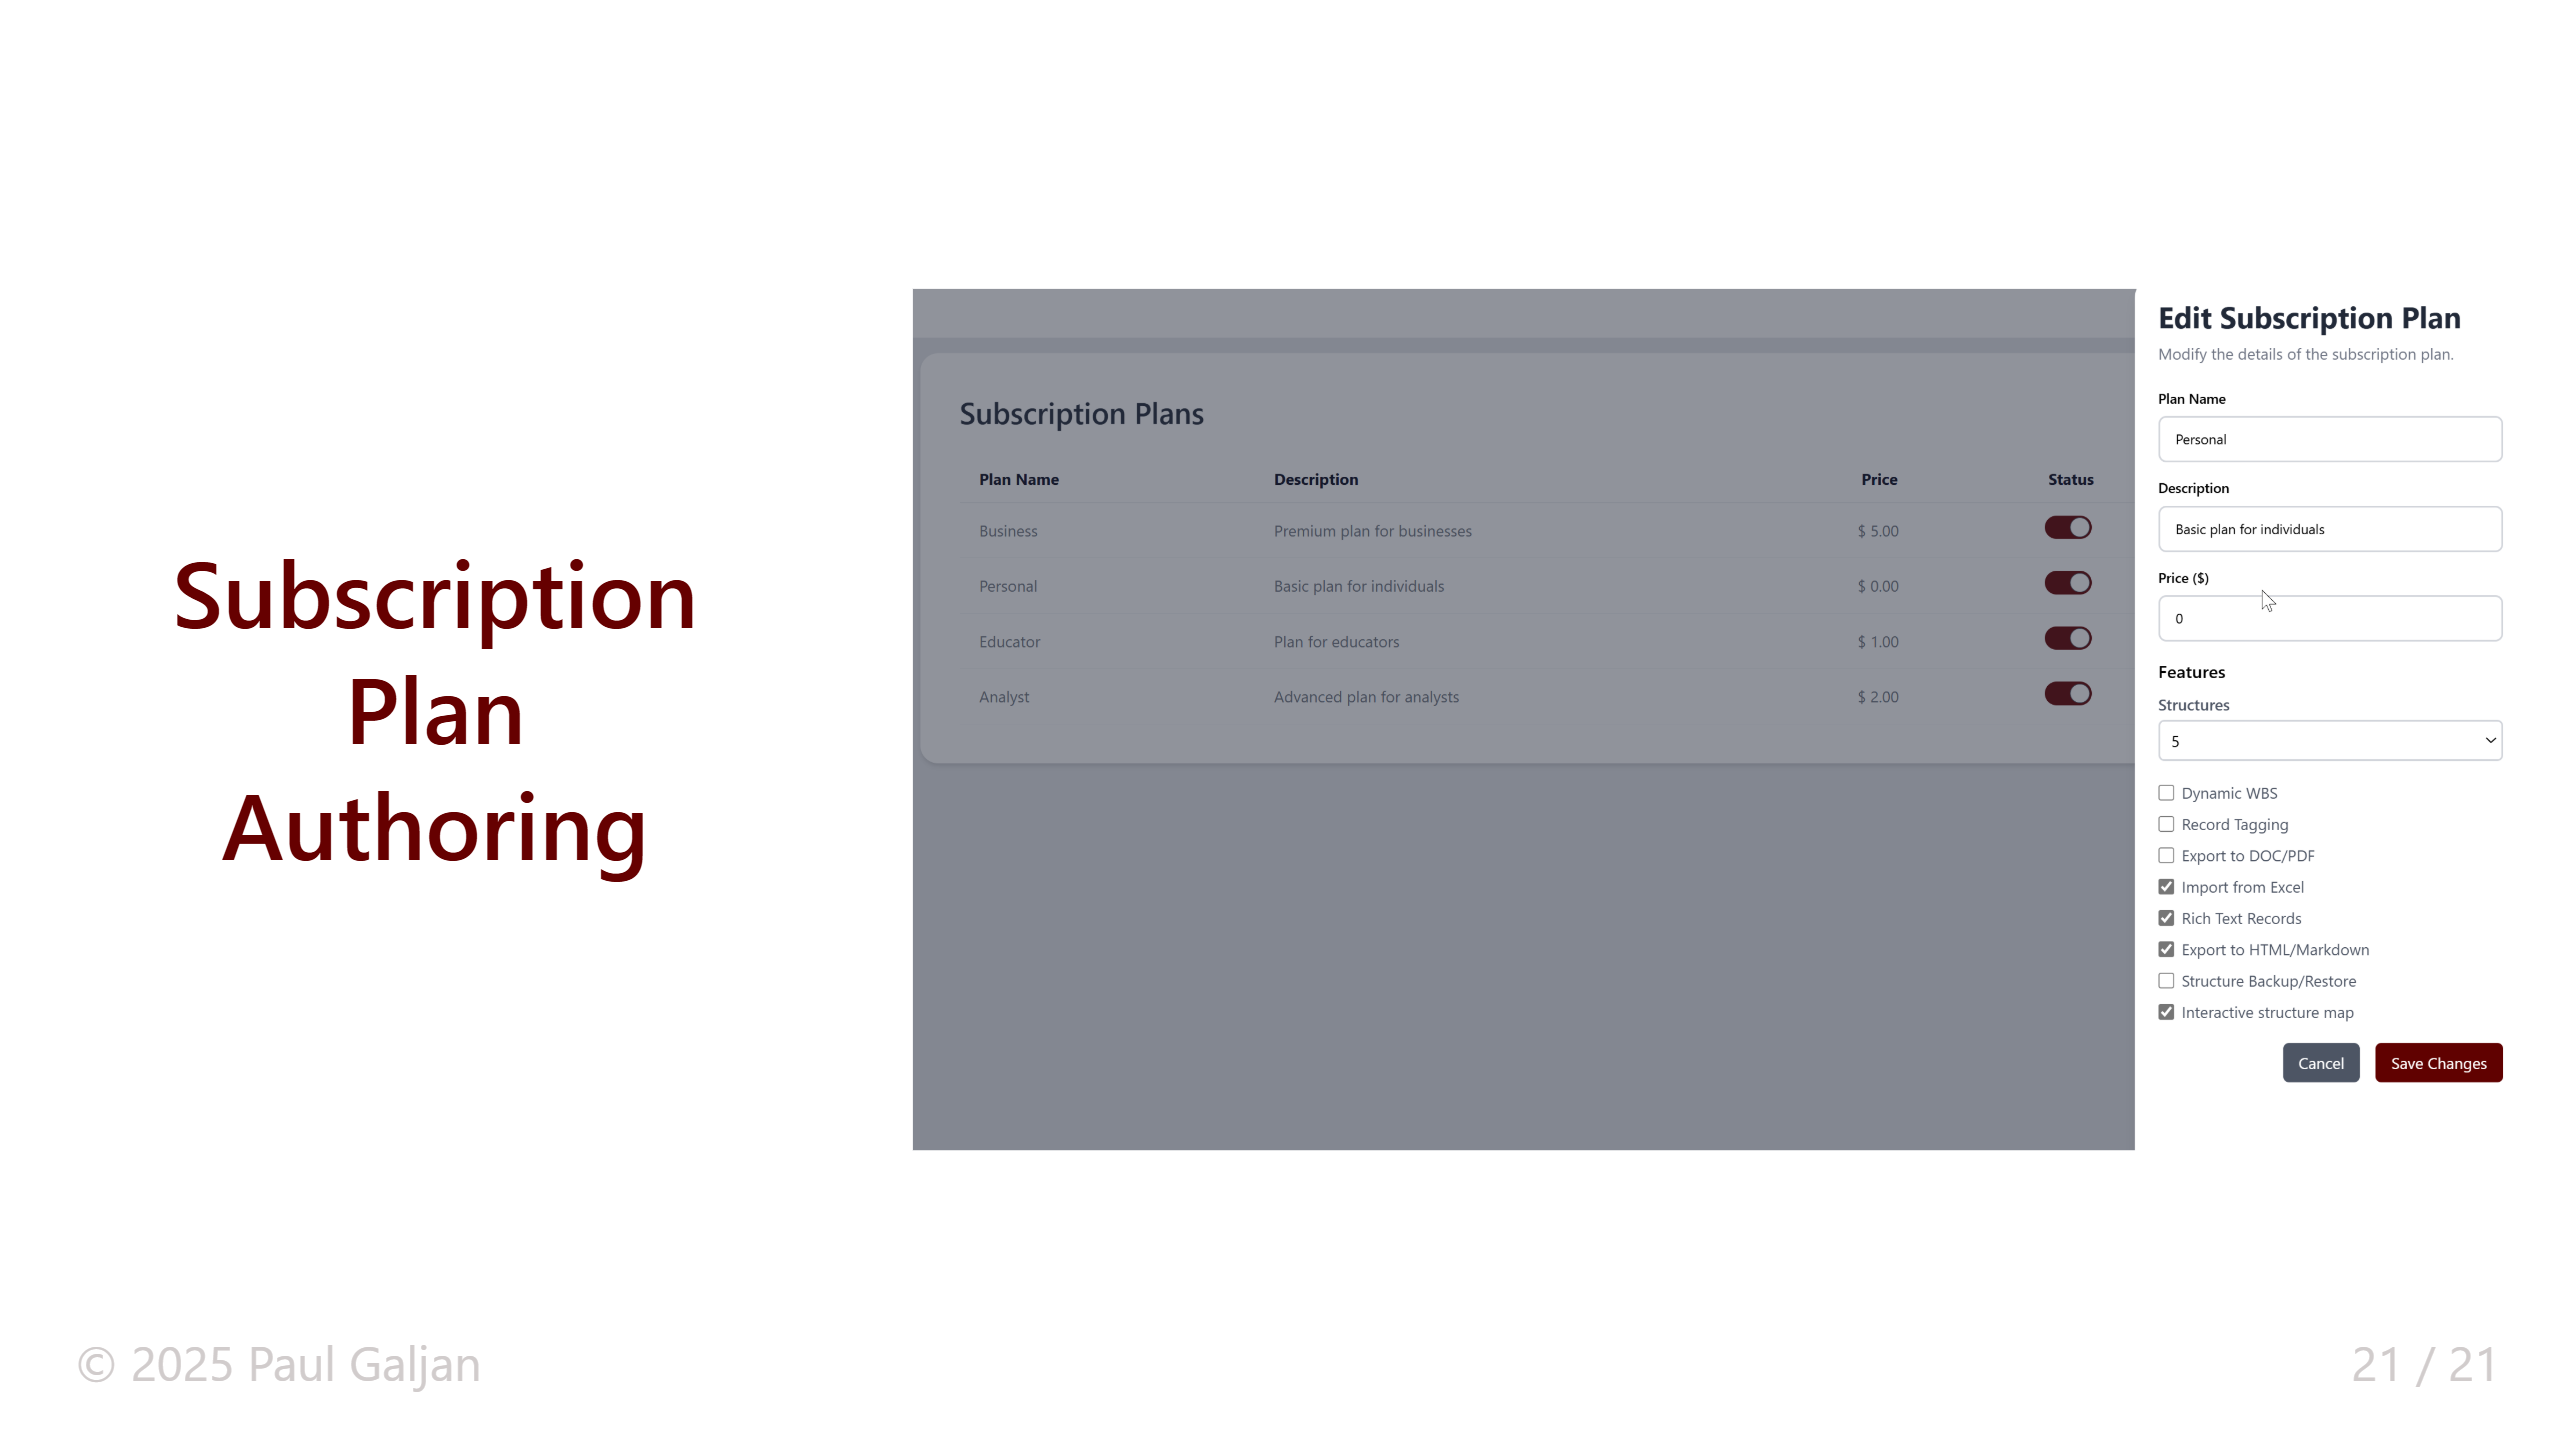 Subscription
Plan
Authoring
Subscription Plans
Plan Name Description Price Status
Business Premium plan for businesses $ 5.00
Personal Basic plan for individuals $ 0.00
Educator Plan for educators $ 1.00
Analyst Advanced plan for analysts $ 2.00
Edit Subscription Plan
Modify the details of the subscription plan.
Plan Name
Personal
Description
Basic plan for individuals
Price ($)
0
Features
Structures
5
Dynamic WBS
Record Tagging
Export to DOC/PDF
Import from Excel
Rich Text Records
Export to HTML/Markdown
Structure Backup/Restore
Interactive structure map
Cancel Save Changes
© 2025 Paul Galjan 21 / 21